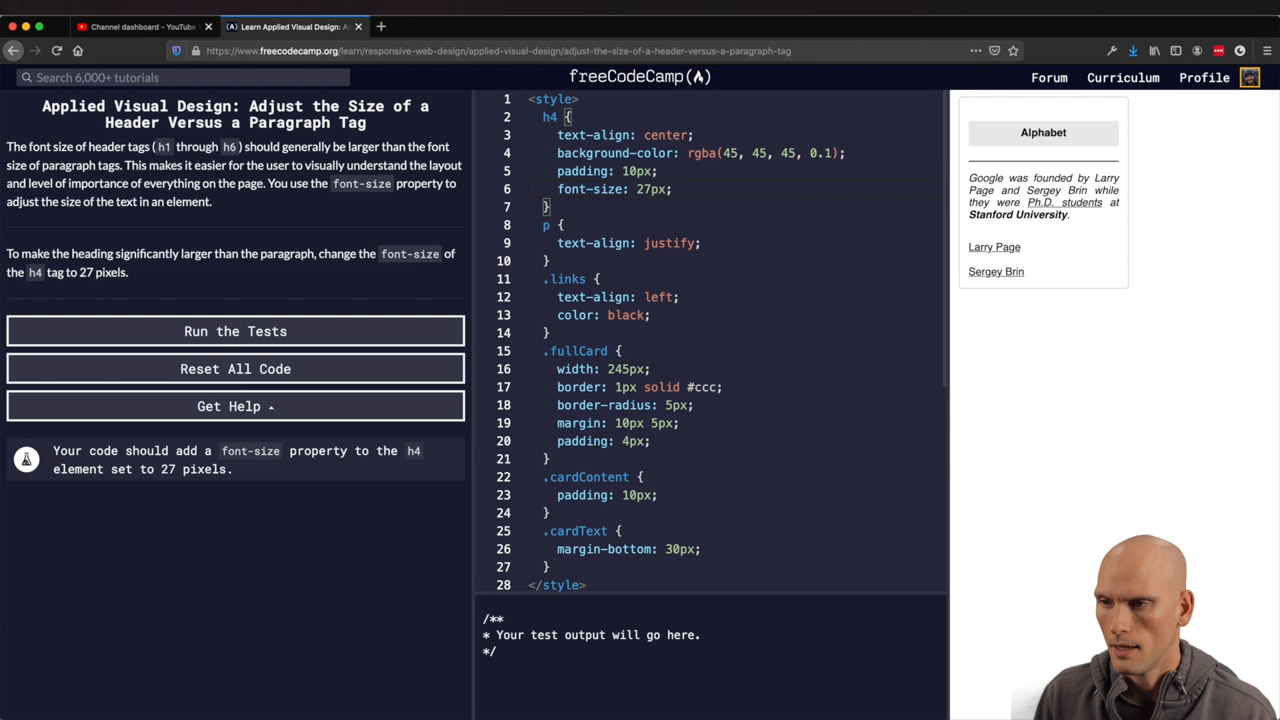 Channel dashboard - YouTube
Learn Applied Visual Design: A
https://www.freecodecamp.org/learn/responsive-web-design/applied-visual-design/adjust-the-size-of-a-header-versus-a-paragraph-tag
Search 6,000+ tutorials
freeCodeCamp
Forum
Curriculum
Profile
Applied Visual Design: Adjust the Size of a
Header Versus a Paragraph Tag
The font size of header tags ( h1 through h6 ) should generally be larger than the font
size of paragraph tags. This makes it easier for the user to visually understand the layout
and level of importance of everything on the page. You use the font-size property to
adjust the size of the text in an element.
To make the heading significantly larger than the paragraph, change the font-size of
the h4 tag to 27 pixels.
Run the Tests
Reset All Code
Get Help
Your code should add a font-size property to the h4
element set to 27 pixels.
1 <style>
2 h4 {
3 text-align: center;
4 background-color: rgba(45, 45, 45, 0.1);
5 padding: 10px;
6 font-size: 27px;
7 }
8 p {
9 text-align: justify;
10 }
11 .links {
12 text-align: left;
13 color: black;
14 }
15 .fullCard {
16 width: 245px;
17 border: 1px solid #ccc;
18 border-radius: 5px;
19 margin: 10px 5px;
20 padding: 4px;
21 }
22 .cardContent {
23 padding: 10px;
24 }
25 .cardText {
26 margin-bottom: 30px;
27 }
28 </style>
/**
* Your test output will go here.
*/
Alphabet
Google was founded by Larry
Page and Sergey Brin while
they were Ph.D. students at
Stanford University.
Larry Page
Sergey Brin